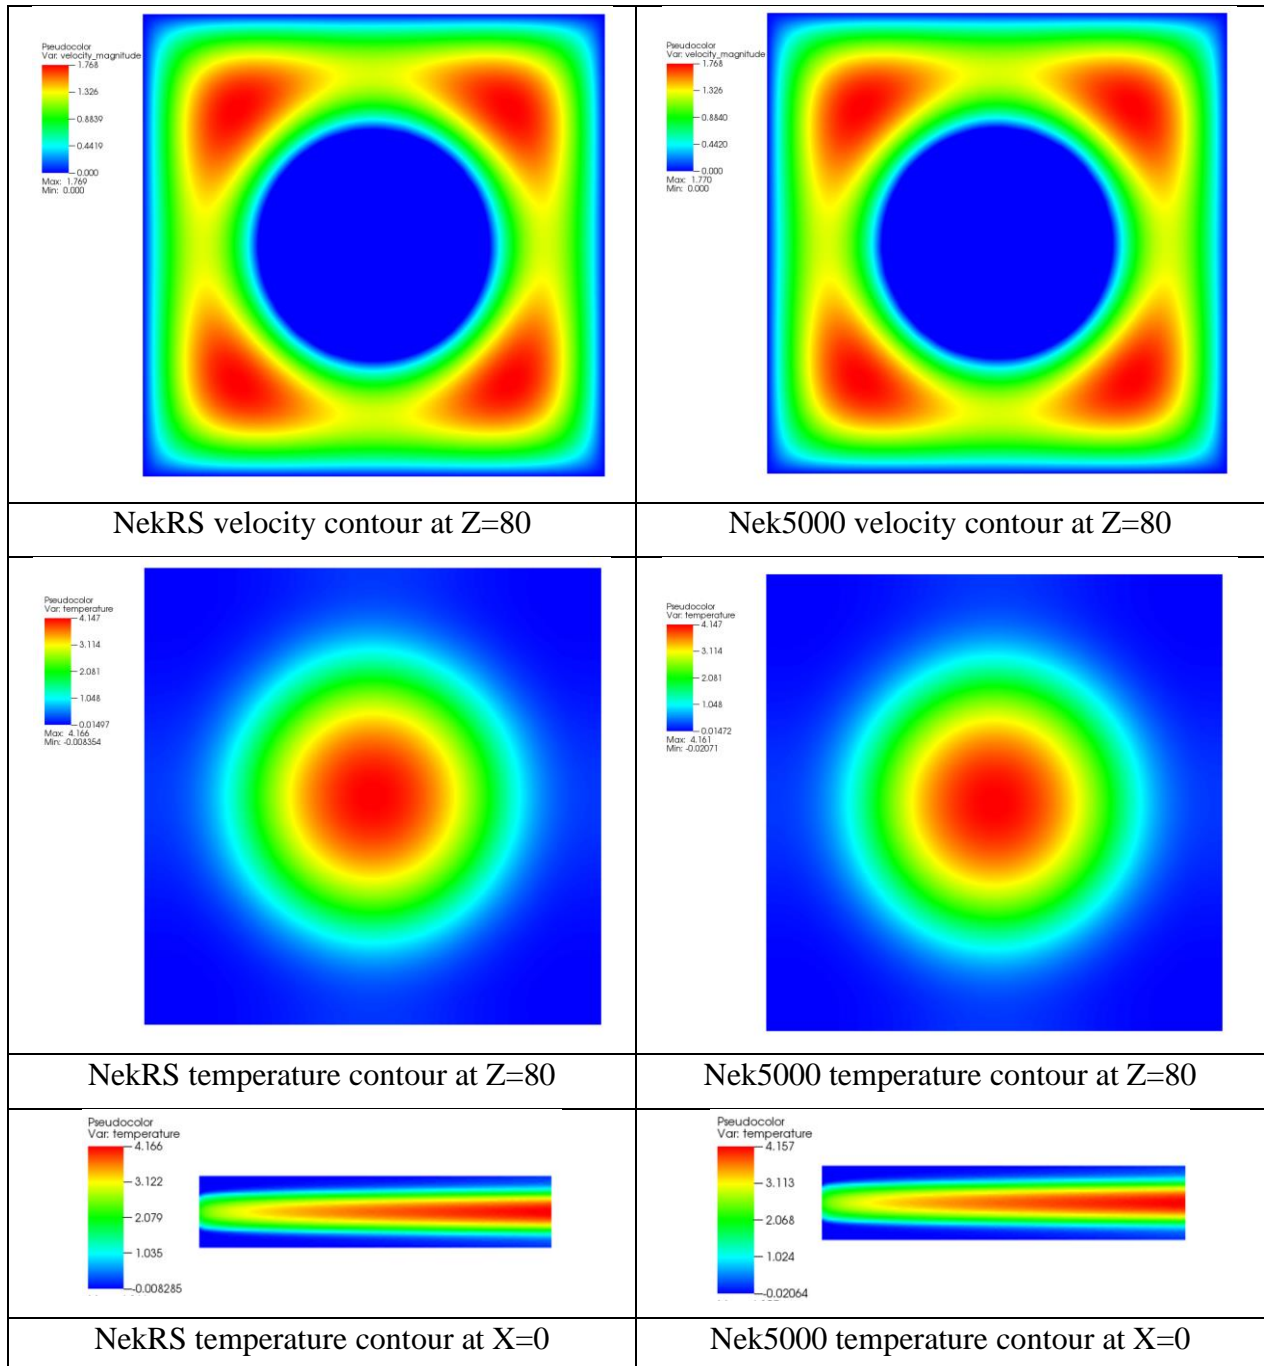 Pseudocolor
Var: velocity_magnitude
1.768
1.326
0.8839
0.4419
0.000
Max: 1.769
Min: 0.000
Pseudocolor
Var: velocity_magnitude
1.768
1.326
0.8840
0.4420
0.000
Max: 1.770
Min: 0.000
NekRS velocity contour at Z=80
Nek5000 velocity contour at Z=80
Pseudocolor
Var: temperature
4.147
3.114
2.081
1.048
0.01497
Max: 4.166
Min: -0.008354
Pseudocolor
Var: temperature
4.147
3.114
2.081
1.048
0.01472
Max: 4.161
Min: -0.02071
NekRS temperature contour at Z=80
Nek5000 temperature contour at Z=80
Pseudocolor
Var: temperature
4.166
3.122
2.079
1.035
-0.008285
Pseudocolor
Var: temperature
4.157
3.113
2.068
1.024
-0.02064
NekRS temperature contour at X=0
Nek5000 temperature contour at X=0